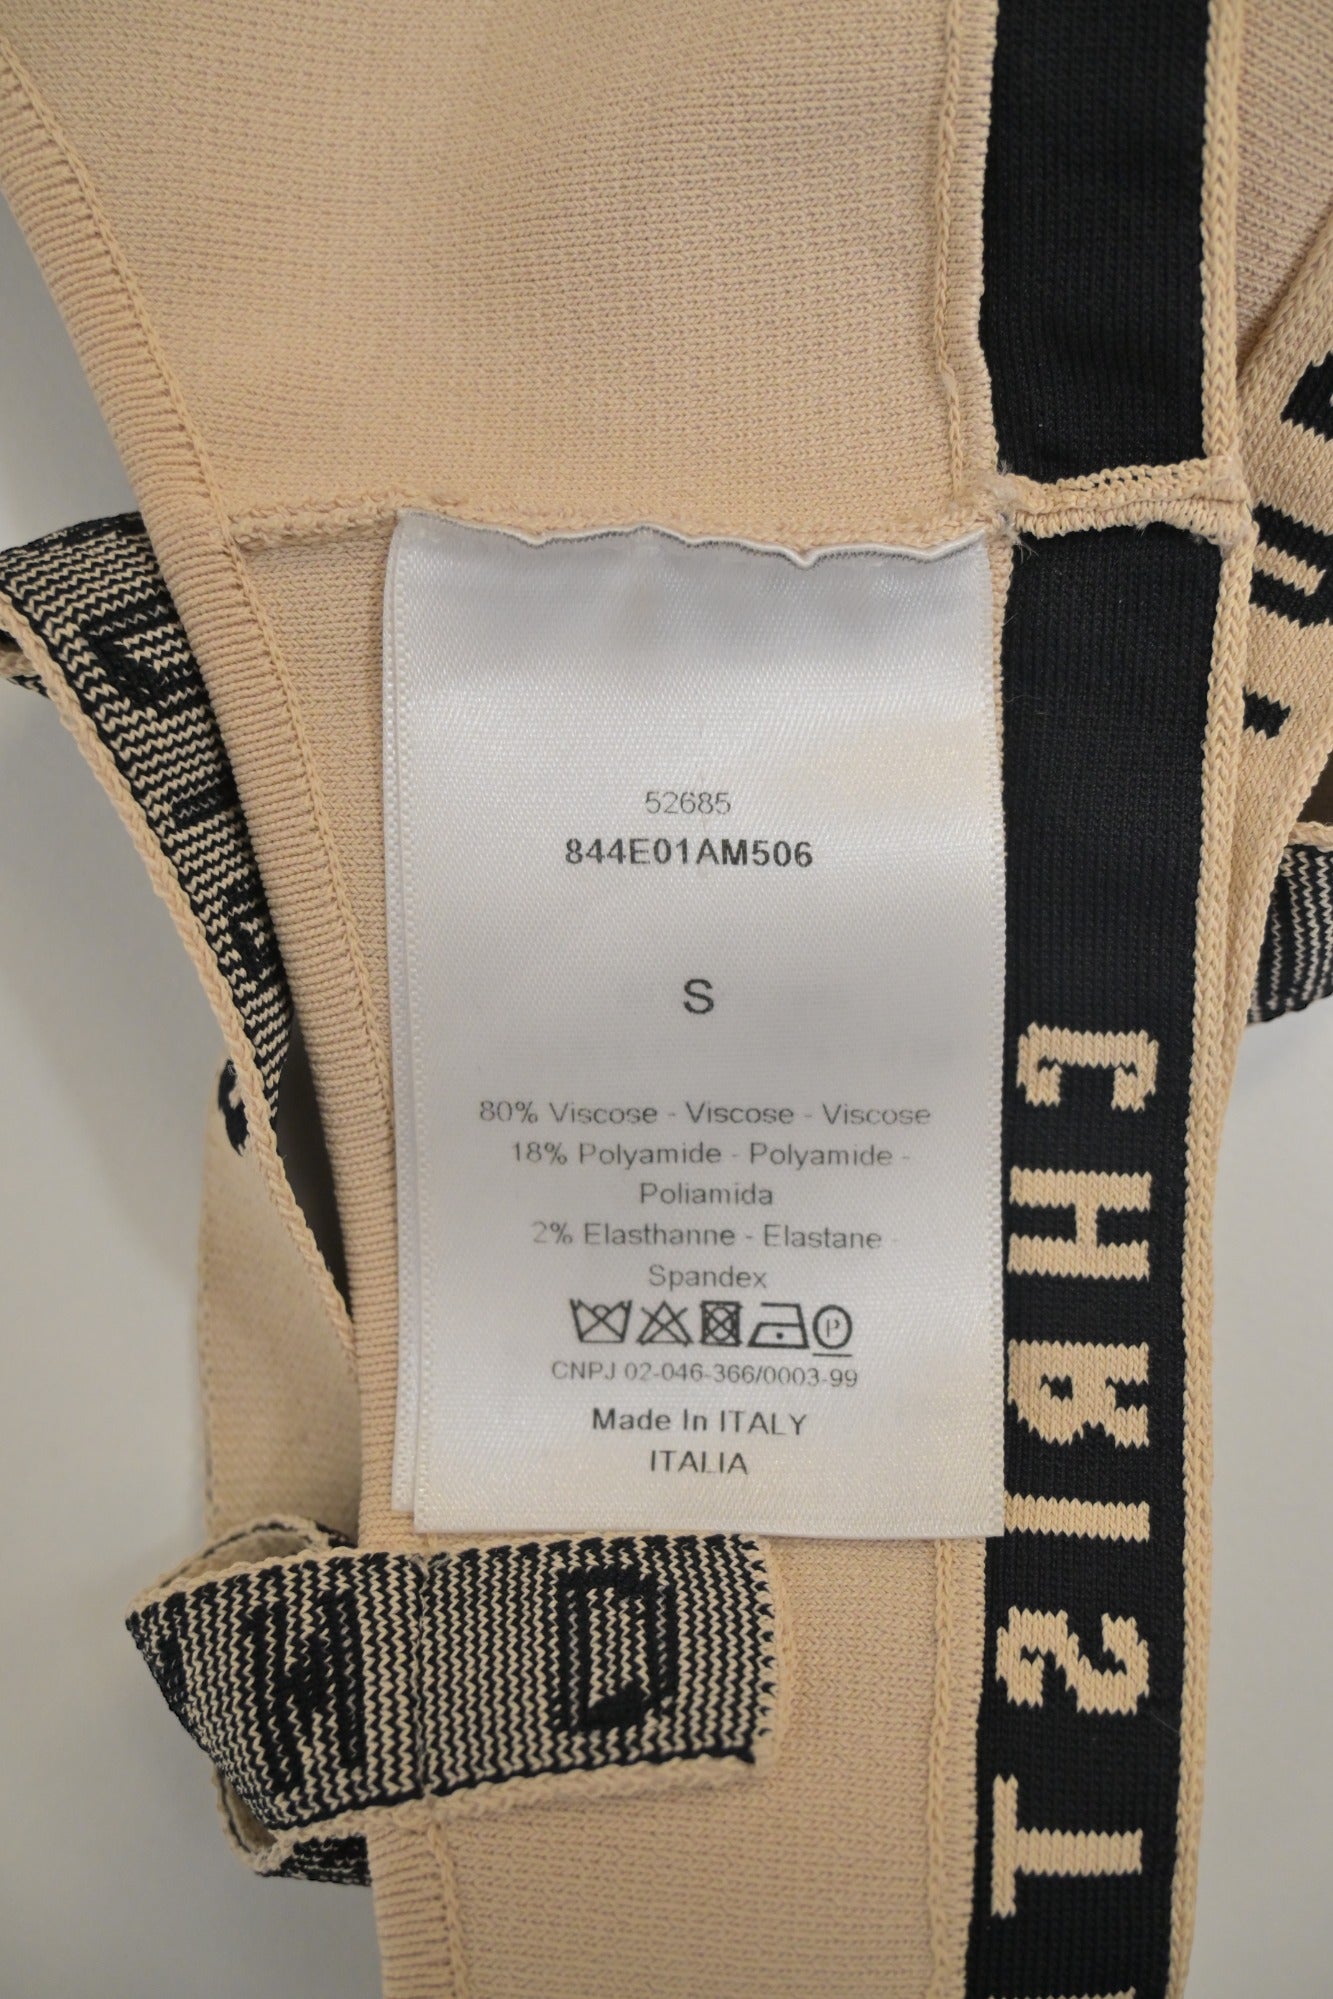 52685
844E01AM506
S
80% Viscose - Viscose - Viscose
18% Polyamide - Polyamide -
Poliamida
2% Elasthanne - Elastane -
Spandex
P
CNPJ 02-046-366/0003-99
Made In ITALY
ITALIA
CHRIST